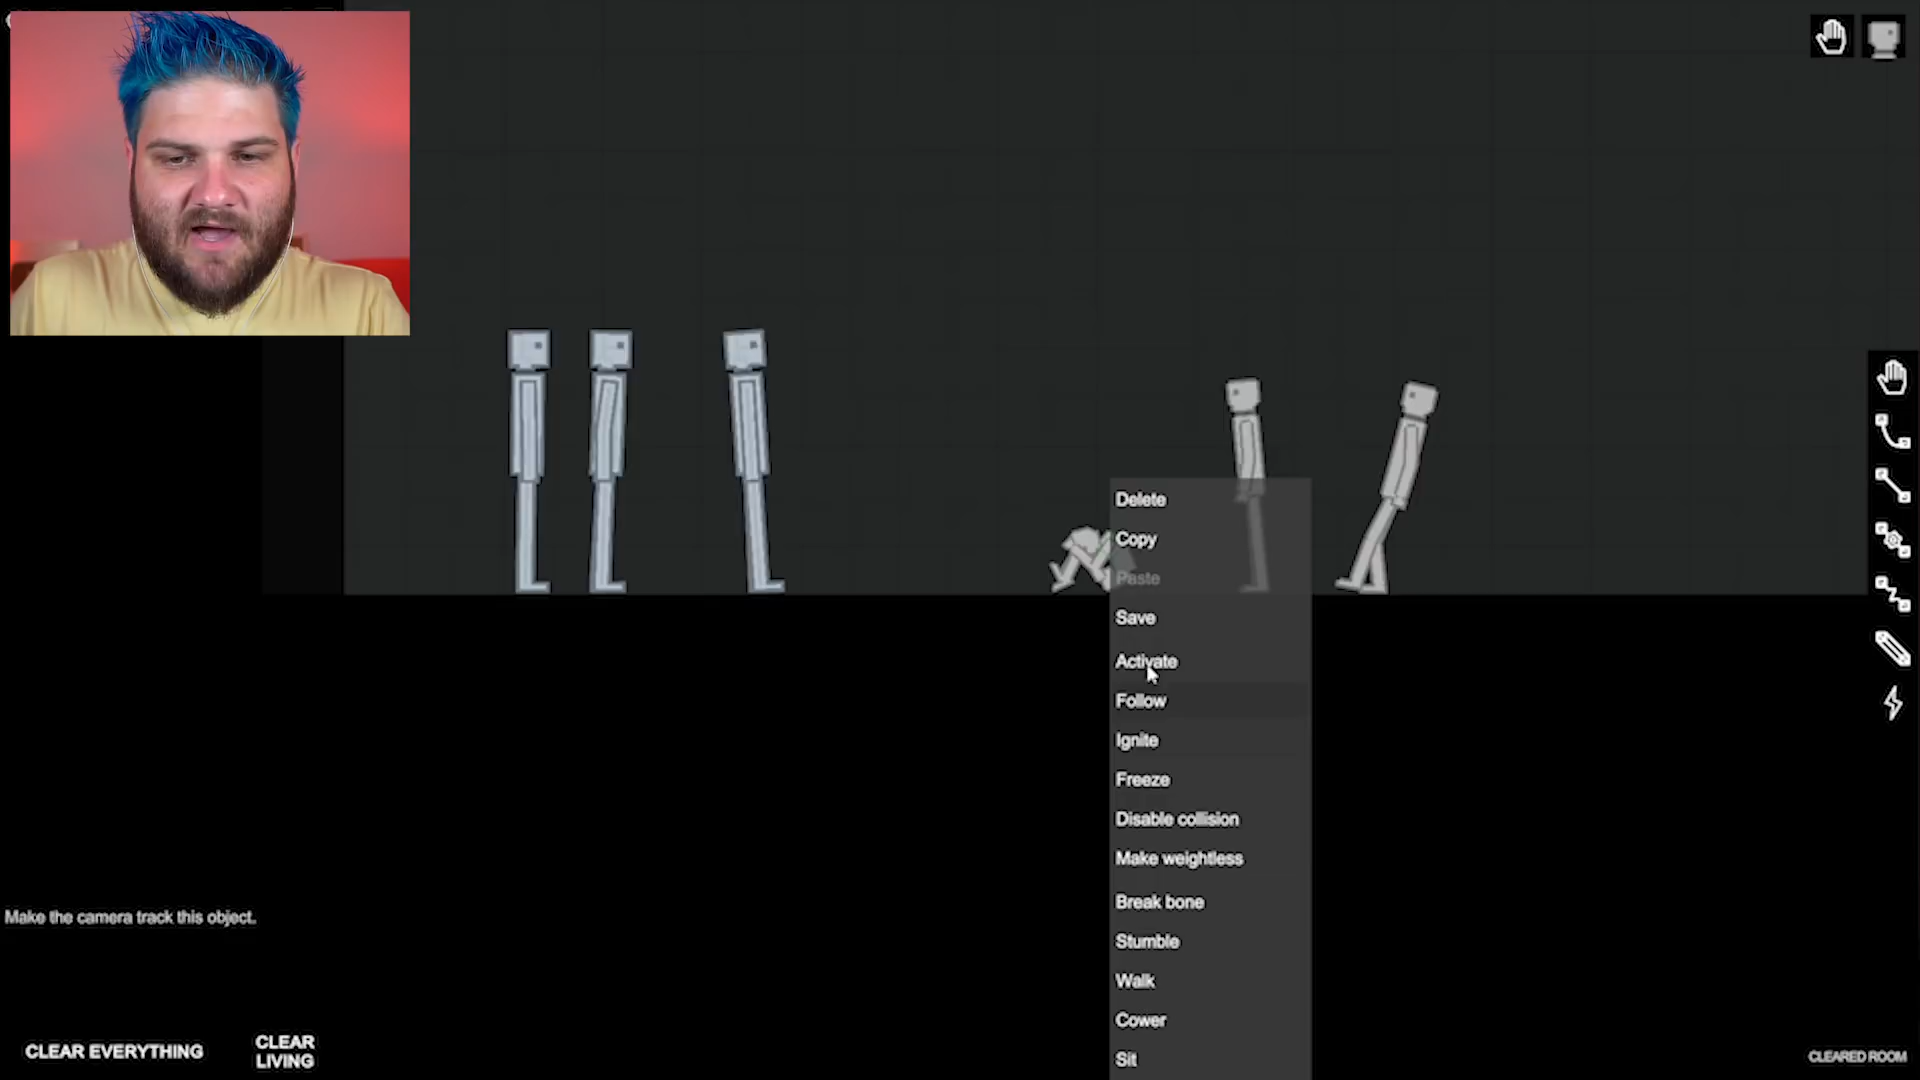 Delete
Copy
Paste
Save
Activate
Follow
Ignite
Freeze
Disable collision
Make weightless
Break bone
Stumble
Walk
Cower
Sit
Make the camera track this object.
CLEAR EVERYTHING
CLEAR
LIVING
CLEARED ROOM